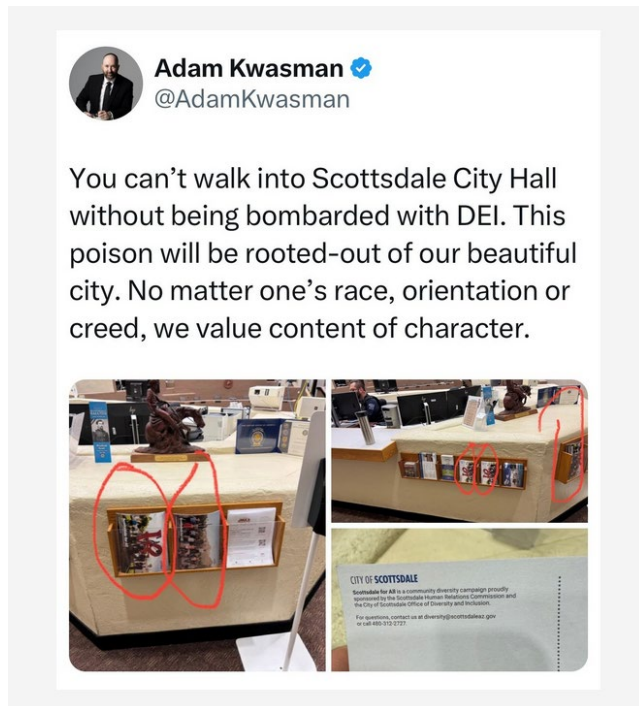 Adam Kwasman
@AdamKwasman
You can’t walk into Scottsdale City Hall
without being bombarded with DEI. This
poison will be rooted-out of our beautiful
city. No matter one’s race, orientation or
creed, we value content of character.
CITY OF SCOTTSDALE
Scottsdale for All is a community diversity campaign proudly
sponsored by the Scottsdale Human Relations Commission and
the City of Scottsdale Office of Diversity and Inclusion.
For questions, contact us at diversity@scottsdaleaz.gov
or call 480-312-2727.